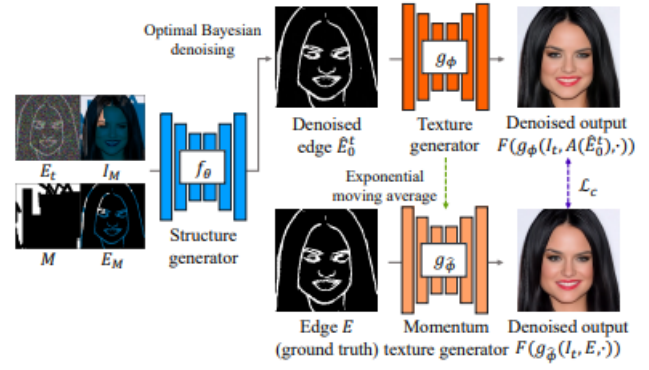 Optimal Bayesian
denoising
g_ϕ
Denoised
edge Ê_0^t
Texture
generator
Denoised output
F(g_ϕ(I_t, A(Ê_0^t),·))
E_t
I_M
f_θ
Exponential
moving average
ℒ_c
M
E_M
Structure
generator
g_ϕ̂
Edge E
(ground truth)
Momentum
texture generator
Denoised output
F(g_ϕ̂(I_t, E,·))